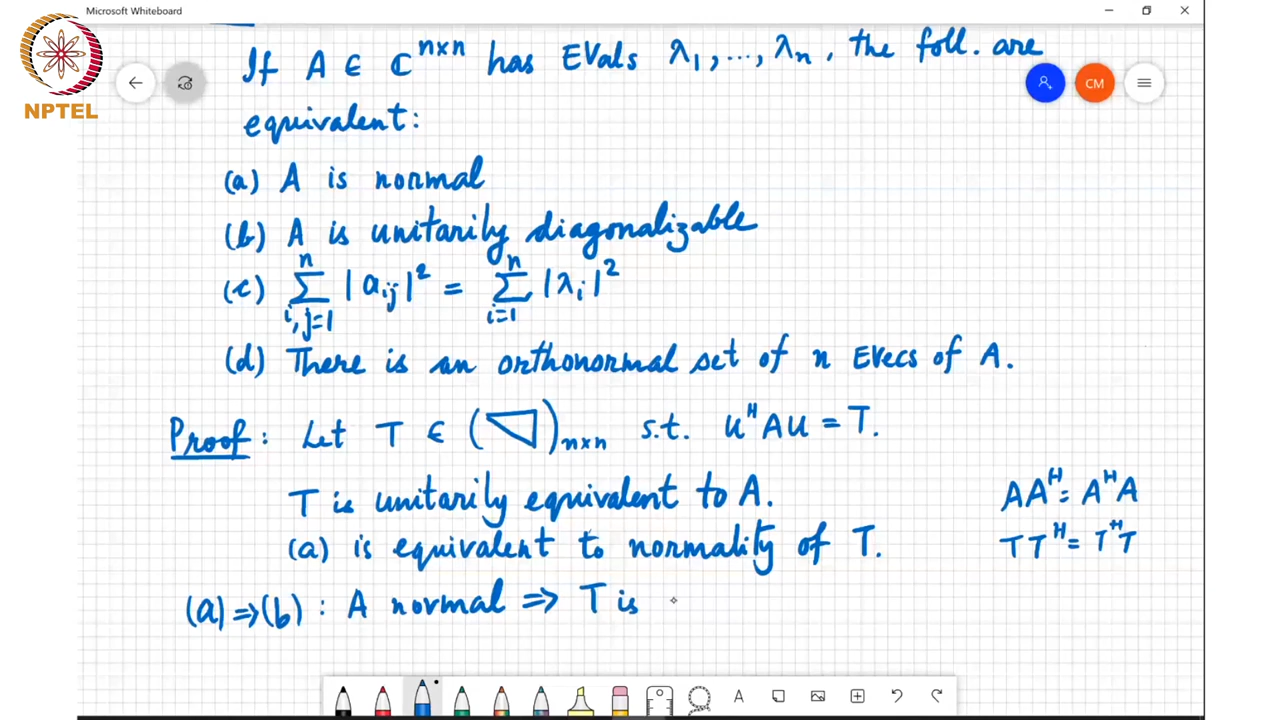 Microsoft Whiteboard
NPTEL
If A ∈ ℂ^{n×n} has EVals λ₁,...,λₙ, the foll. are
CM
equivalent:
(a) A is normal
(b) A is unitarily diagonalizable
(c) ∑_{i,j=1}^{n} |a_{ij}|² = ∑_{i=1}^{n} |λ_i|²
(d) There is an orthonormal set of n Evecs of A.
Proof: Let T ∈ (▽)_{n×n} s.t. U^H A U = T.
T is unitarily equivalent to A.
AA^H = A^H A
(a) is equivalent to normality of T.
TT^H = T^H T
(a)⇒(b): A normal ⇒ T is